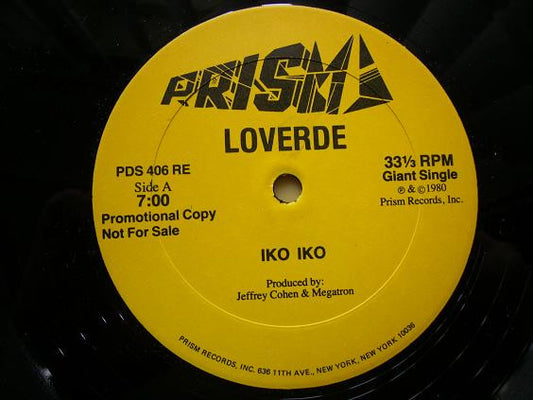 PRISM
LOVERDE
PDS 406 RE
Side A
7:00
Promotional Copy
Not For Sale
33⅓ RPM
Giant Single
℗ & © 1980
Prism Records, Inc.
IKO IKO
Produced by:
Jeffrey Cohen & Megatron
PRISM RECORDS, INC. 636 11TH AVE., NEW YORK, NEW YORK 10036